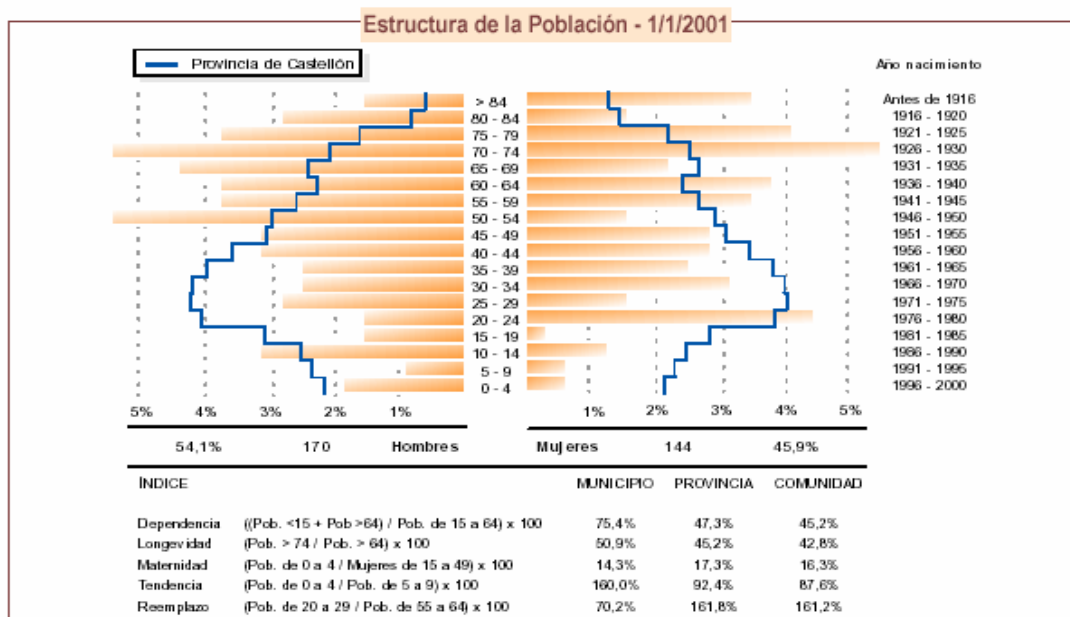 Estructura de la Población - 1/1/2001
Provincia de Castellón
Año nacimiento
> 84 Antes de 1916
80 - 84 1916 - 1920
75 - 79 1921 - 1925
70 - 74 1926 - 1930
65 - 69 1931 - 1935
60 - 64 1936 - 1940
55 - 59 1941 - 1945
50 - 54 1946 - 1950
45 - 49 1951 - 1955
40 - 44 1956 - 1960
35 - 39 1961 - 1965
30 - 34 1966 - 1970
25 - 29 1971 - 1975
20 - 24 1976 - 1980
15 - 19 1981 - 1985
10 - 14 1986 - 1990
5 - 9 1991 - 1995
0 - 4 1996 - 2000
5% 4% 3% 2% 1% 1% 2% 3% 4% 5%
54,1% 170 Hombres Mujeres 144 45,9%
ÍNDICE MUNICIPIO PROVINCIA COMUNIDAD
Dependencia ((Pob. <15 + Pob >64) / Pob. de 15 a 64) x 100 75,4% 47,3% 45,2%
Longevidad (Pob. > 74 / Pob. > 64) x 100 50,9% 45,2% 42,8%
Maternidad (Pob. de 0 a 4 / Mujeres de 15 a 49) x 100 14,3% 17,3% 16,3%
Tendencia (Pob. de 0 a 4 / Pob. de 5 a 9) x 100 160,0% 92,4% 87,6%
Reemplazo (Pob. de 20 a 29 / Pob. de 55 a 64) x 100 70,2% 161,8% 161,2%